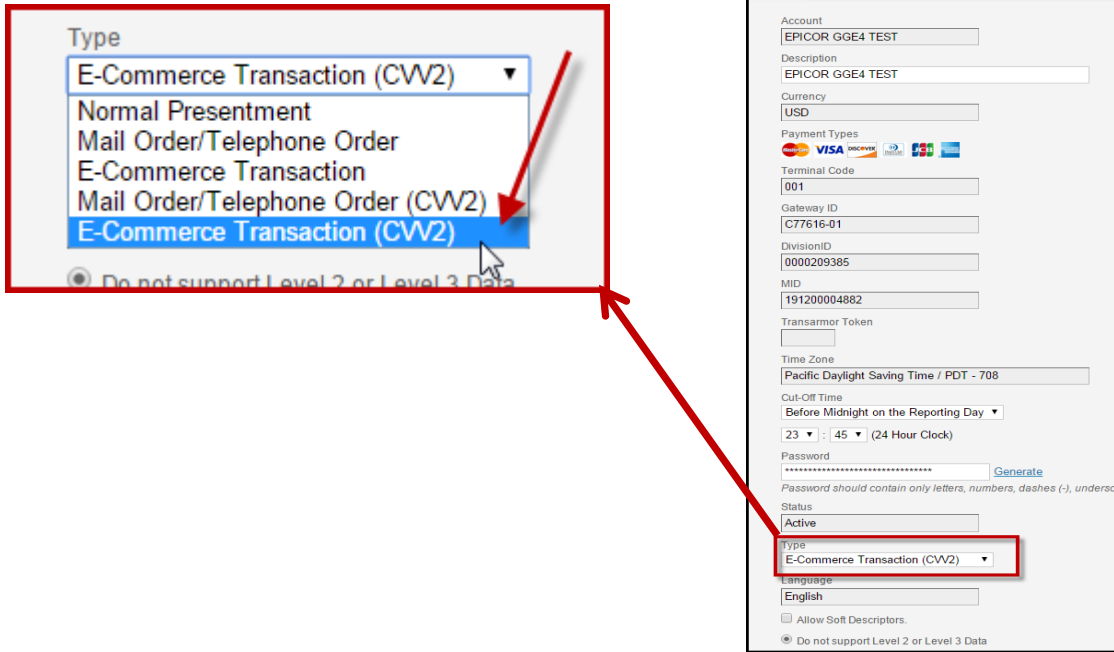 Type
E-Commerce Transaction (CVV2)
Normal Presentment
Mail Order/Telephone Order
E-Commerce Transaction
Mail Order/Telephone Order (CVV2)
E-Commerce Transaction (CVV2)
Do not support Level 2 or Level 3 Data
Account
EPICOR GGE4 TEST
Description
EPICOR GGE4 TEST
Currency
USD
Payment Types
MasterCard VISA DISCOVER JCB
Terminal Code
001
Gateway ID
C77616-01
DivisionID
0000209385
MID
191200004882
Transarmor Token
Time Zone
Pacific Daylight Saving Time / PDT - 708
Cut-Off Time
Before Midnight on the Reporting Day
23 : 45 (24 Hour Clock)
Password
******************************** Generate
Password should contain only letters, numbers, dashes (-), undersc
Status
Active
Type
E-Commerce Transaction (CVV2)
Language
English
Allow Soft Descriptors.
Do not support Level 2 or Level 3 Data